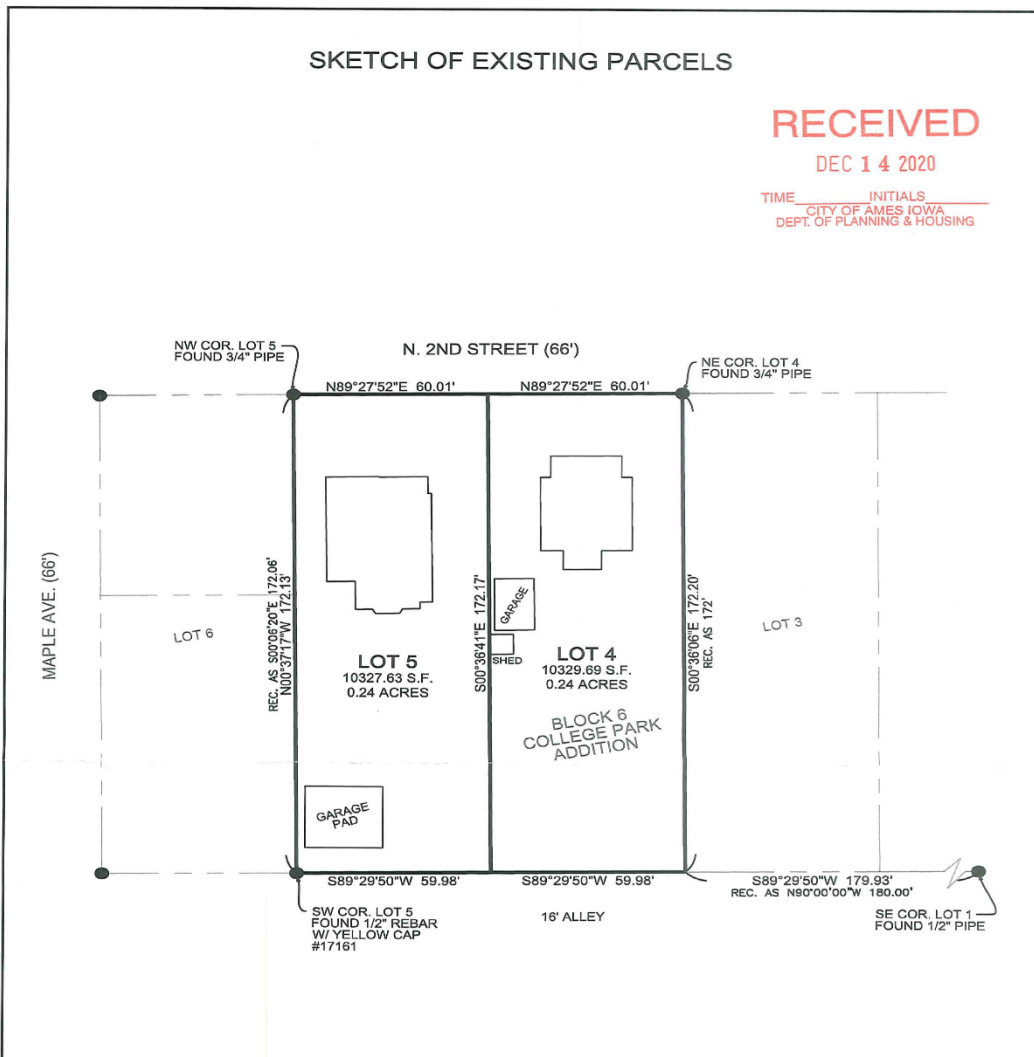 SKETCH OF EXISTING PARCELS
RECEIVED
DEC 1 4 2020
TIME________INITIALS________
CITY OF AMES IOWA
DEPT. OF PLANNING & HOUSING
NW COR. LOT 5
FOUND 3/4" PIPE
N. 2ND STREET (66')
NE COR. LOT 4
FOUND 3/4" PIPE
N89°27'52"E 60.01'
N89°27'52"E 60.01'
MAPLE AVE. (66')
LOT 6
REC. AS S00°06'20"E 172.06'
N00°37'17"W 172.13'
S00°36'41"E 172.17'
GARAGE
SHED
S00°36'06"E 172.20'
REC. AS 172'
LOT 3
LOT 5
10327.63 S.F.
0.24 ACRES
LOT 4
10329.69 S.F.
0.24 ACRES
BLOCK 6
COLLEGE PARK
ADDITION
GARAGE
PAD
S89°29'50"W 59.98'
S89°29'50"W 59.98'
S89°29'50"W 179.93'
REC. AS N90°00'00"W 180.00'
SW COR. LOT 5
FOUND 1/2" REBAR
W/ YELLOW CAP
#17161
16' ALLEY
SE COR. LOT 1
FOUND 1/2" PIPE